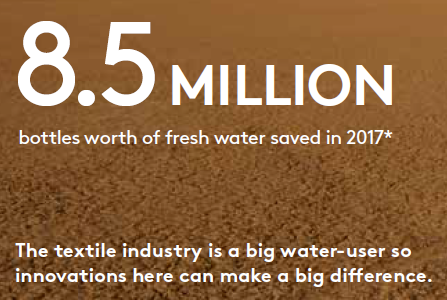 8.5 MILLION
bottles worth of fresh water saved in 2017*
The textile industry is a big water-user so
innovations here can make a big difference.